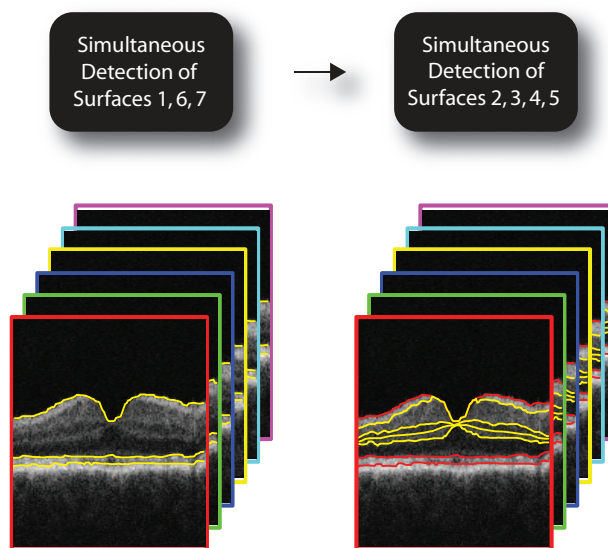 Simultaneous
Detection of
Surfaces 1, 6, 7
Simultaneous
Detection of
Surfaces 2, 3, 4, 5